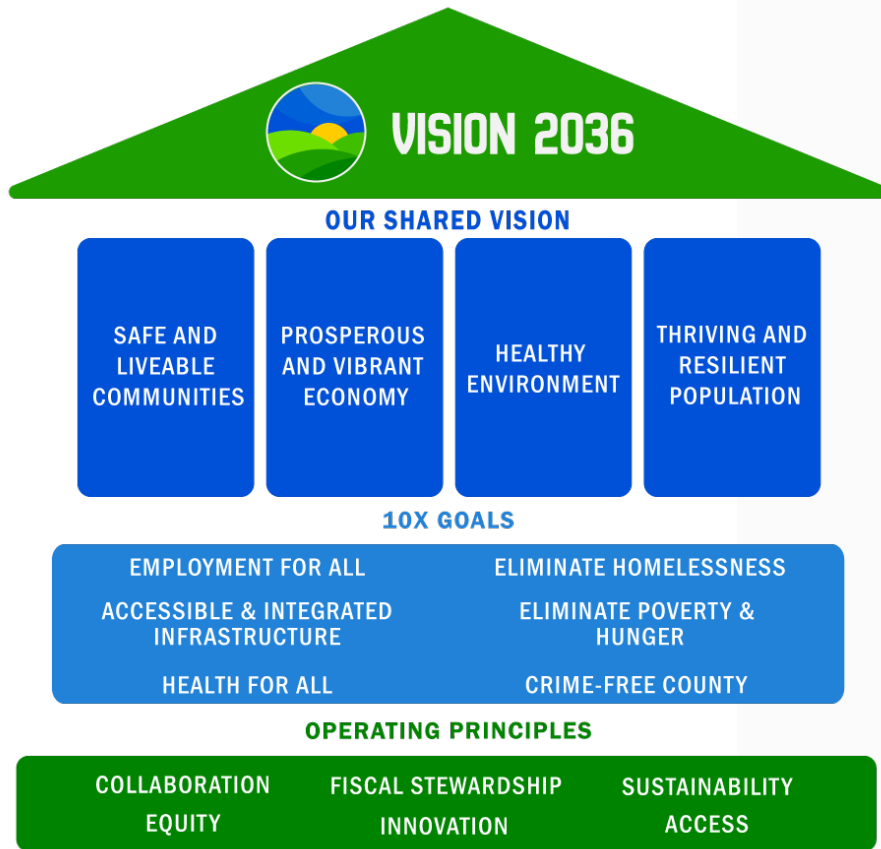 VISION 2036
OUR SHARED VISION
SAFE AND
LIVEABLE
COMMUNITIES
PROSPEROUS
AND VIBRANT
ECONOMY
HEALTHY
ENVIRONMENT
THRIVING AND
RESILIENT
POPULATION
10X GOALS
EMPLOYMENT FOR ALL
ELIMINATE HOMELESSNESS
ACCESSIBLE & INTEGRATED
INFRASTRUCTURE
ELIMINATE POVERTY &
HUNGER
HEALTH FOR ALL
CRIME-FREE COUNTY
OPERATING PRINCIPLES
COLLABORATION
FISCAL STEWARDSHIP
SUSTAINABILITY
EQUITY
INNOVATION
ACCESS